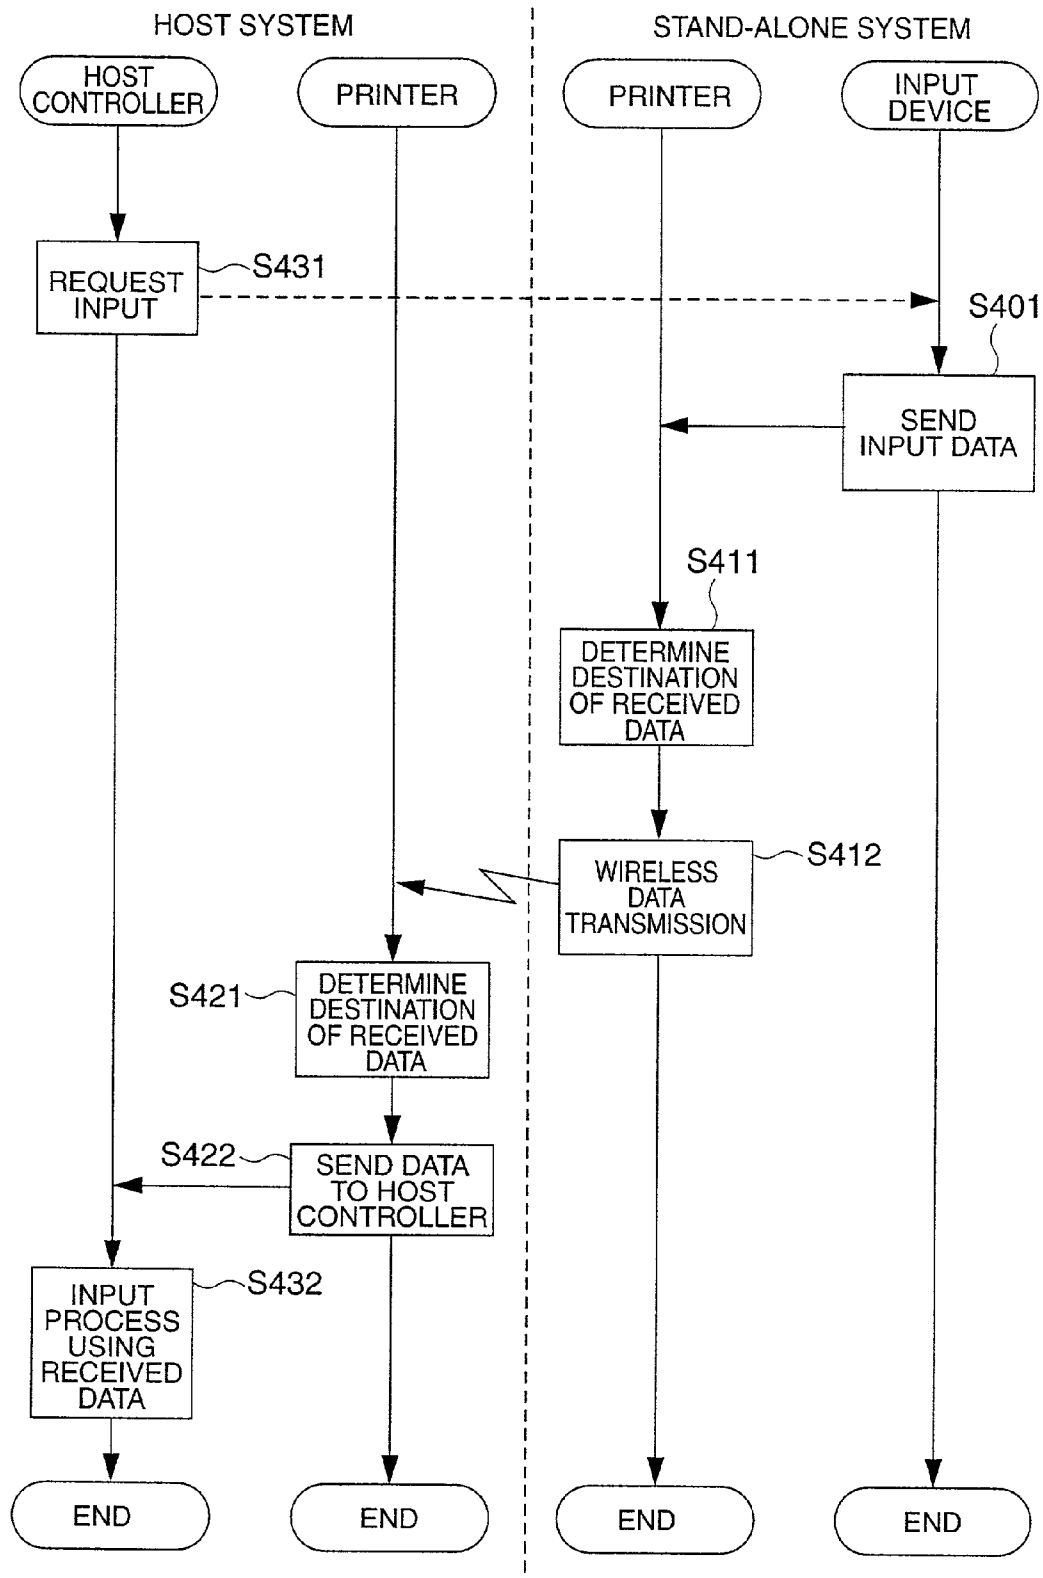 HOST SYSTEM
STAND-ALONE SYSTEM
HOST
CONTROLLER
PRINTER
PRINTER
INPUT
DEVICE
REQUEST
INPUT
S431
S401
SEND
INPUT DATA
S411
DETERMINE
DESTINATION
OF RECEIVED
DATA
WIRELESS
DATA
TRANSMISSION
S412
S421
DETERMINE
DESTINATION
OF RECEIVED
DATA
S422
SEND DATA
TO HOST
CONTROLLER
INPUT
PROCESS
USING
RECEIVED
DATA
S432
END
END
END
END